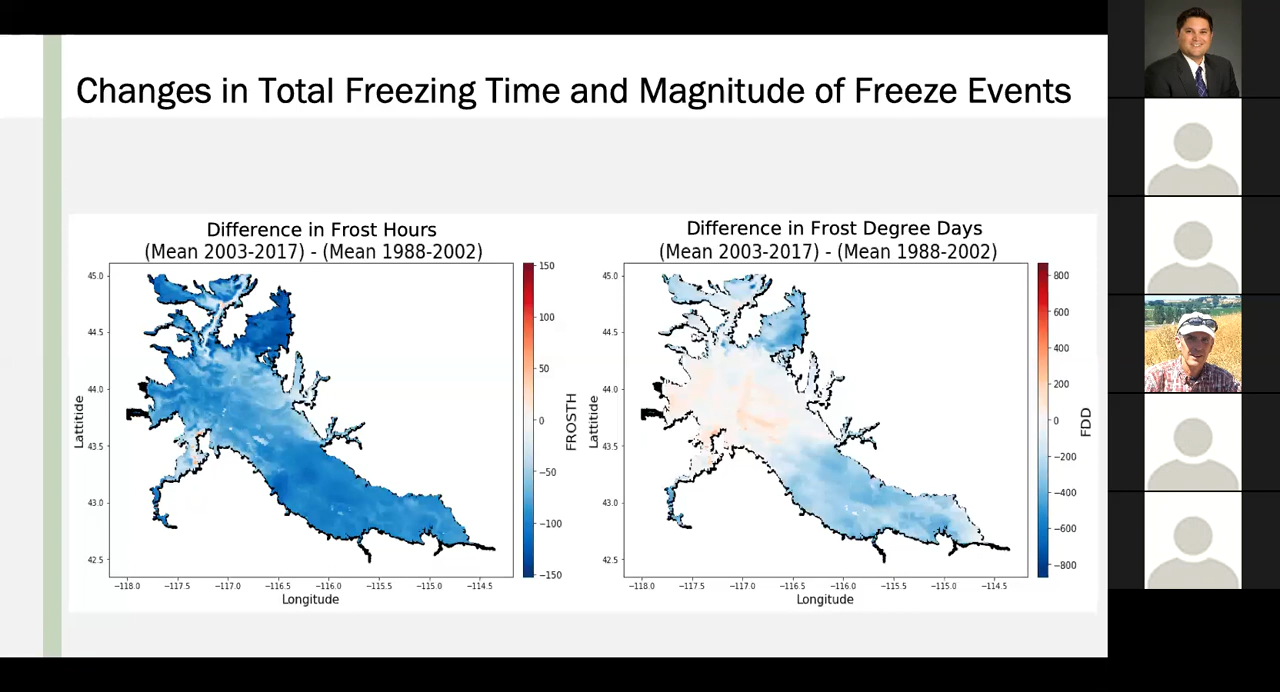 Changes in Total Freezing Time and Magnitude of Freeze Events
Difference in Frost Hours
(Mean 2003-2017) - (Mean 1988-2002)
45.0
44.5
44.0
43.5
43.0
42.5
Lattitide
−118.0 −117.5 −117.0 −116.5 −116.0 −115.5 −115.0 −114.5
Longitude
150
100
50
0
−50
−100
−150
FROSTH
Difference in Frost Degree Days
(Mean 2003-2017) - (Mean 1988-2002)
45.0
44.5
44.0
43.5
43.0
42.5
Lattitide
−118.0 −117.5 −117.0 −116.5 −116.0 −115.5 −115.0 −114.5
Longitude
800
600
400
200
0
−200
−400
−600
−800
FDD